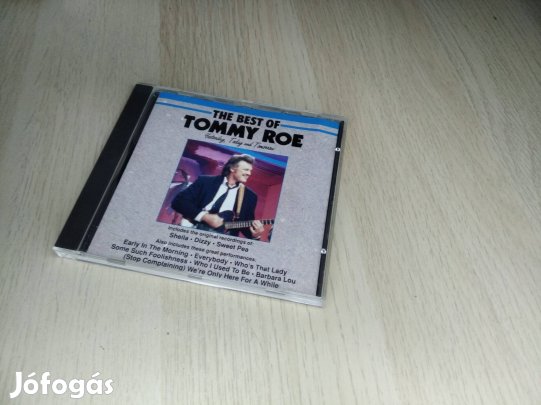 THE BEST OF
TOMMY ROE
Yesterday, Today and Tomorrow
Includes the original recordings of:
Sheila • Dizzy • Sweet Pea
Also includes these great performances:
Early In The Morning • Everybody • Who's That Lady
Some Such Foolishness • Who I Used To Be • Barbara Lou
(Stop Complaining) We're Only Here For A While
Jófogás